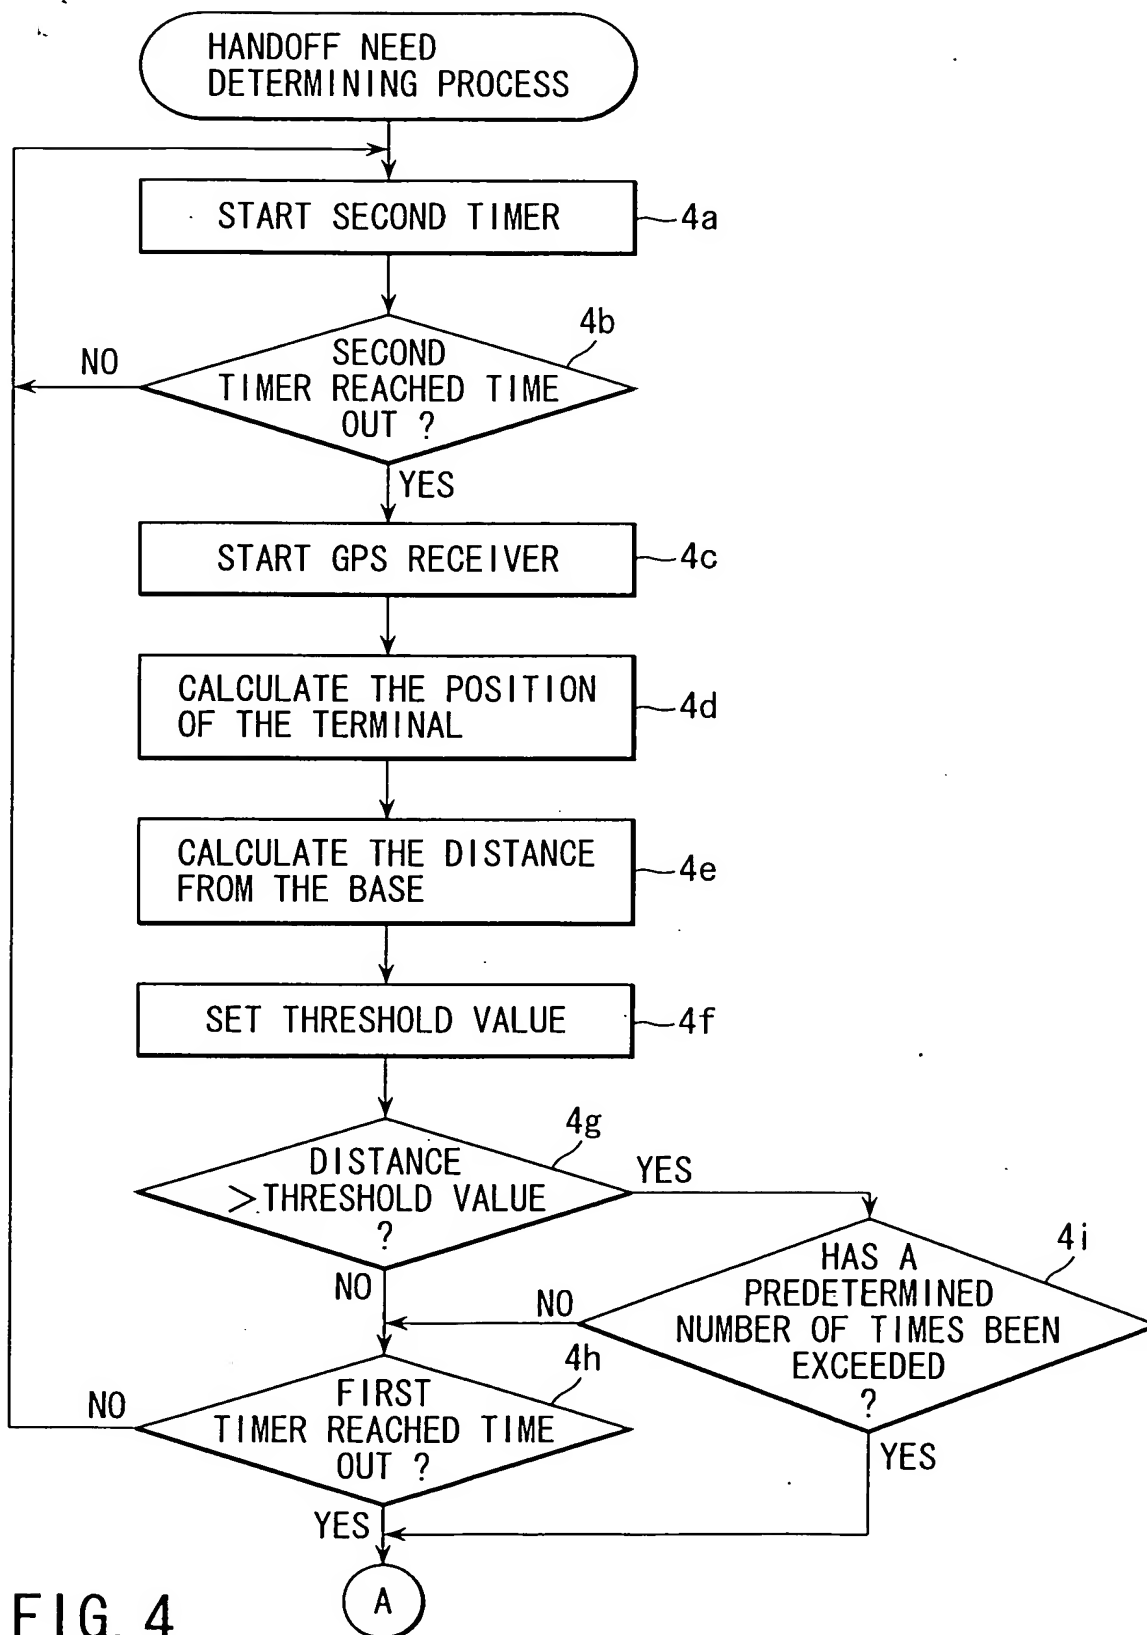 HANDOFF NEED
DETERMINING PROCESS
START SECOND TIMER
4a
4b
NO
SECOND
TIMER REACHED TIME
OUT ?
YES
START GPS RECEIVER
4c
CALCULATE THE POSITION
OF THE TERMINAL
4d
CALCULATE THE DISTANCE
FROM THE BASE
4e
SET THRESHOLD VALUE
4f
4g
DISTANCE
> THRESHOLD VALUE
?
YES
NO
4i
HAS A
PREDETERMINED
NUMBER OF TIMES BEEN
EXCEEDED
?
NO
YES
4h
NO
FIRST
TIMER REACHED TIME
OUT ?
YES
A
FIG. 4